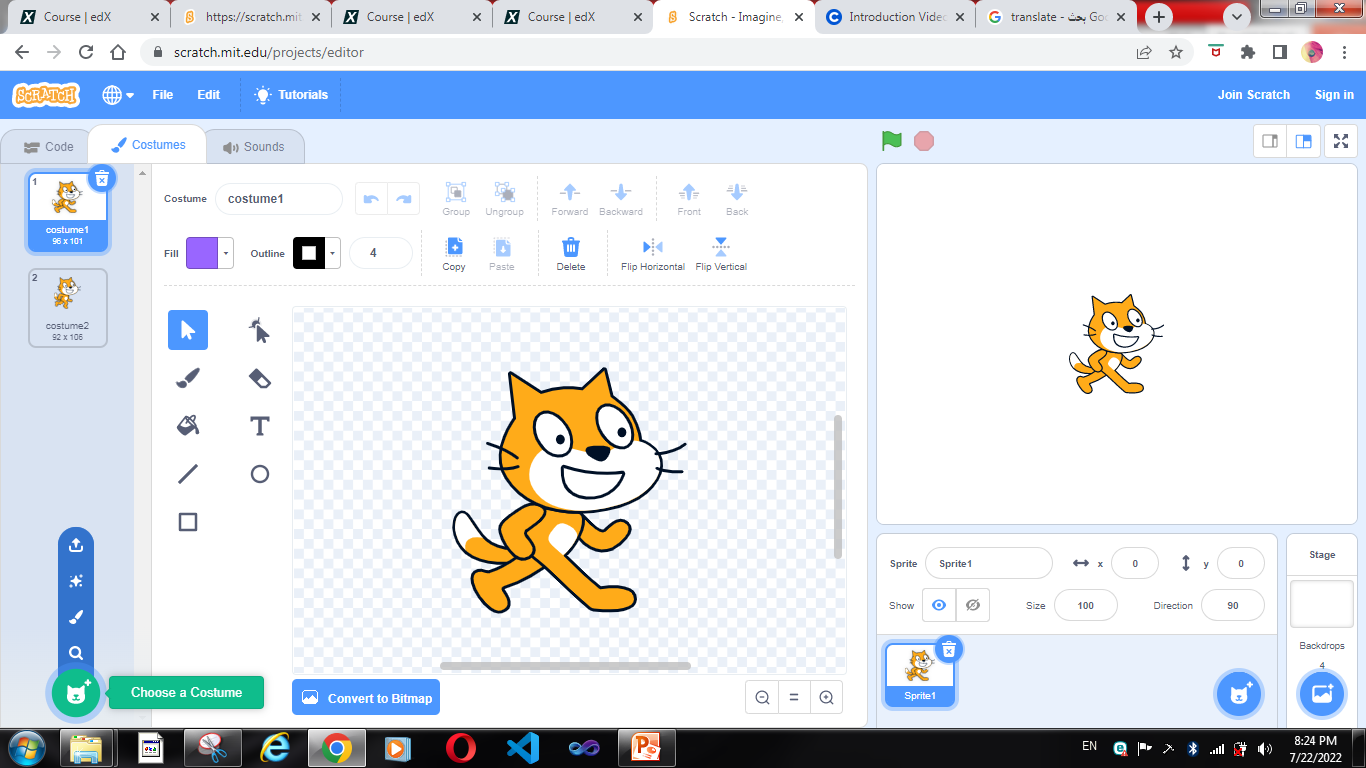 Course | edX
https://scratch.mit
Course | edX
Course | edX
Scratch - Imagine,
Introduction Video
translate - بحث Goo
scratch.mit.edu/projects/editor
SCRATCH File Edit Tutorials Join Scratch Sign in
Code Costumes Sounds
1
costume1
96 x 101
2
costume2
92 x 106
Costume costume1 Group Ungroup Forward Backward Front Back
Fill Outline 4 Copy Paste Delete Flip Horizontal Flip Vertical
Choose a Costume
Convert to Bitmap
Sprite Sprite1 x 0 y 0
Show Size 100 Direction 90
Sprite1
Stage
Backdrops
4
EN
8:24 PM
7/22/2022